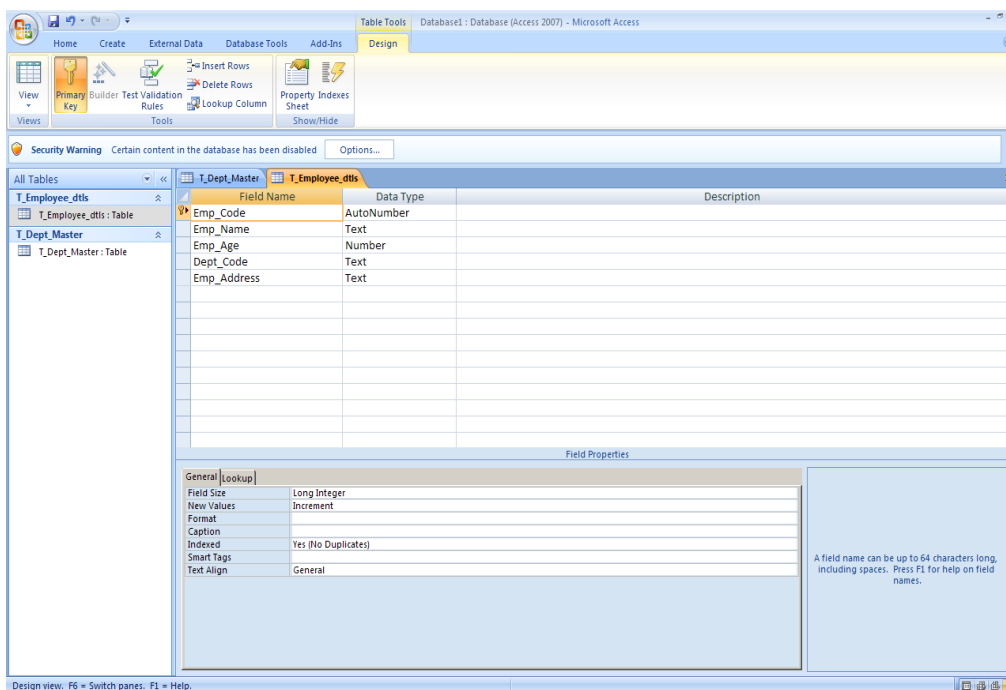 Table Tools Database1 : Database (Access 2007) - Microsoft Access
Home Create External Data Database Tools Add-Ins Design
View
Primary Key
Builder
Test Validation Rules
Insert Rows
Delete Rows
Lookup Column
Property Sheet
Indexes
Views Tools Show/Hide
Security Warning Certain content in the database has been disabled Options...
All Tables
T_Employee_dtls
T_Employee_dtls : Table
T_Dept_Master
T_Dept_Master : Table
T_Dept_Master T_Employee_dtls
Field Name Data Type Description
Emp_Code AutoNumber
Emp_Name Text
Emp_Age Number
Dept_Code Text
Emp_Address Text
Field Properties
General Lookup
Field Size Long Integer
New Values Increment
Format
Caption
Indexed Yes (No Duplicates)
Smart Tags
Text Align General
A field name can be up to 64 characters long,
including spaces. Press F1 for help on field
names.
Design view. F6 = Switch panes. F1 = Help.